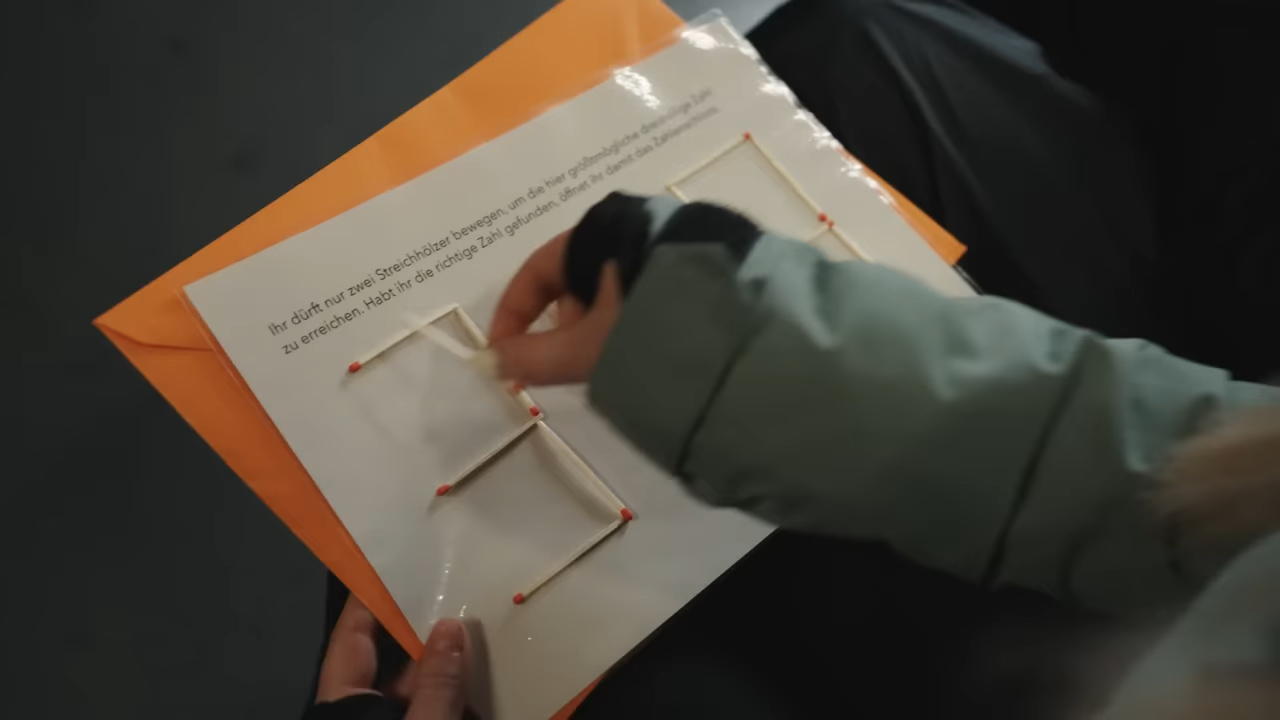 Ihr dürft nur zwei Streichhölzer bewegen, um die hier größtmögliche dreistellige Zahl
zu erreichen. Habt ihr die richtige Zahl gefunden, öffnet ihr damit das Zahlenschloss.